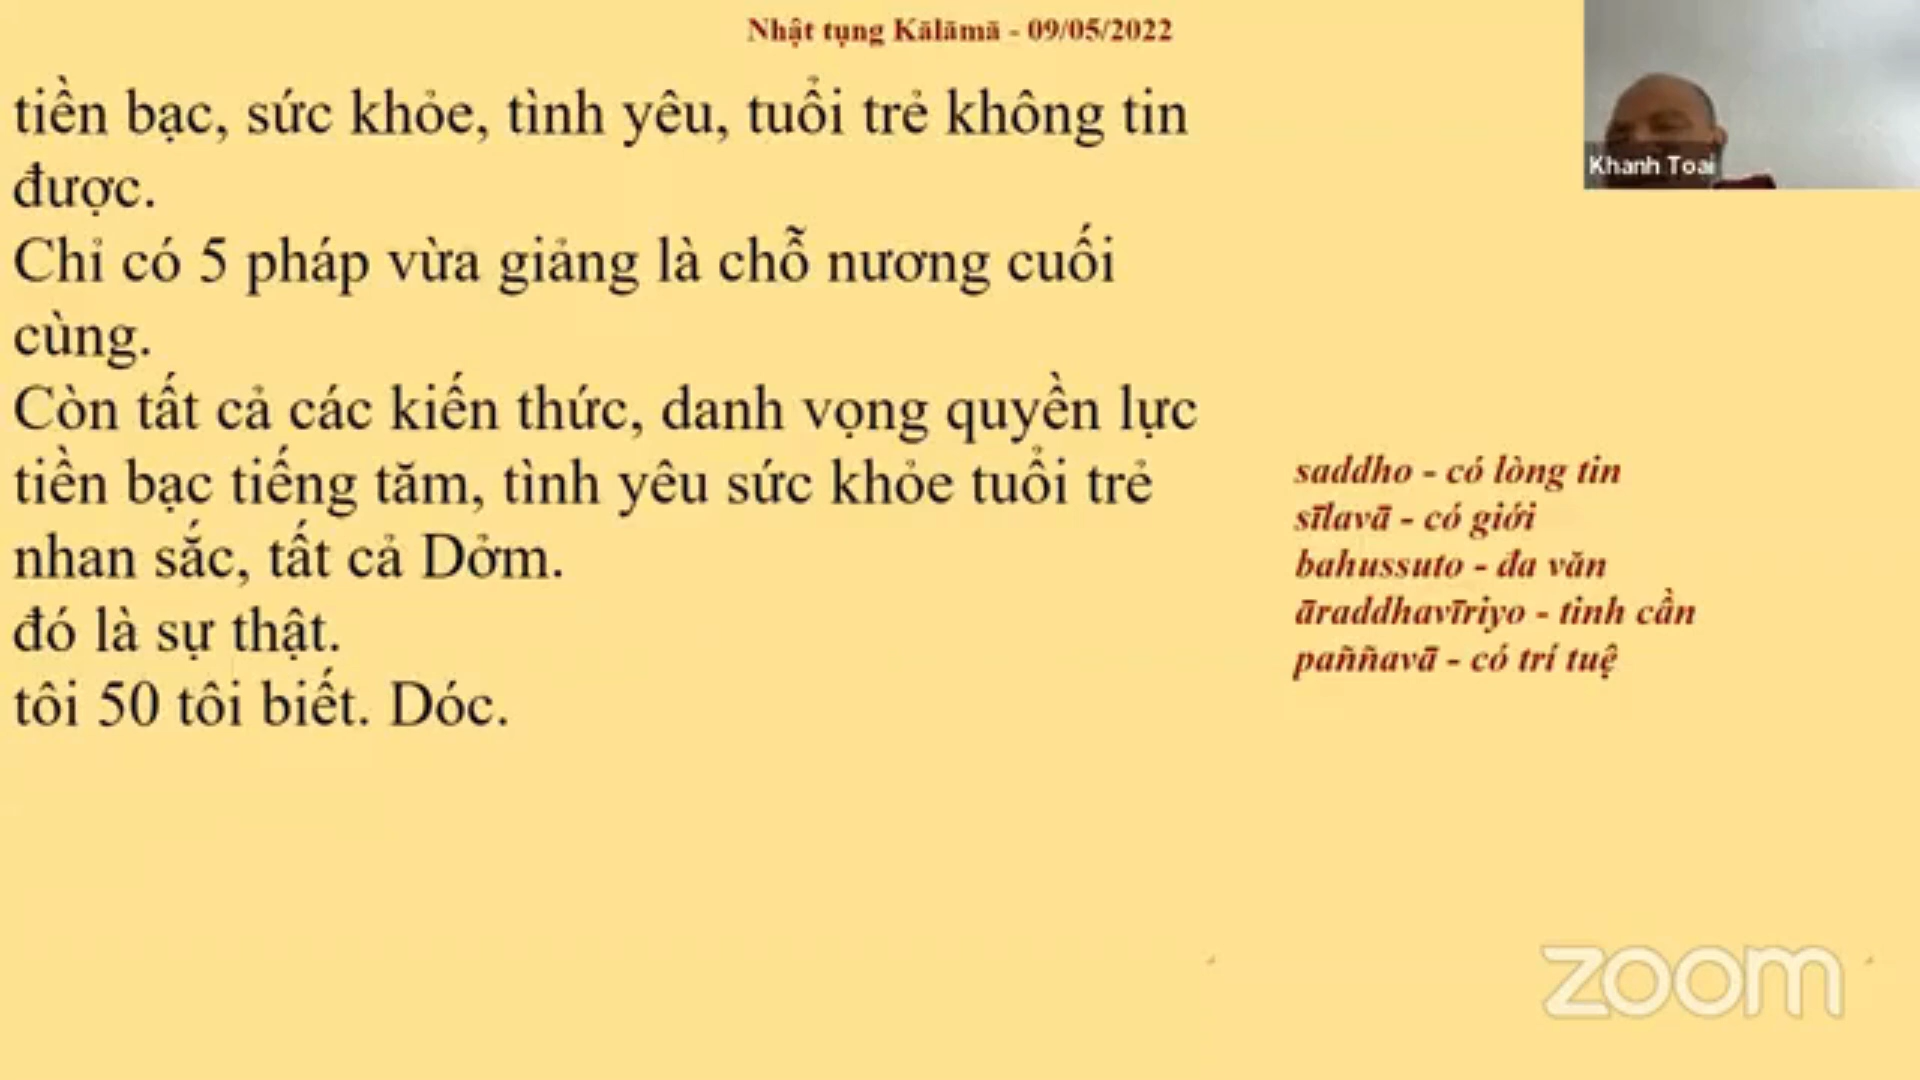 Nhật tụng Kālāmā - 09/05/2022
tiền bạc, sức khỏe, tình yêu, tuổi trẻ không tin
được.
Chỉ có 5 pháp vừa giảng là chỗ nương cuối
cùng.
Còn tất cả các kiến thức, danh vọng quyền lực
tiền bạc tiếng tăm, tình yêu sức khỏe tuổi trẻ
nhan sắc, tất cả Dởm.
đó là sự thật.
tôi 50 tôi biết. Dóc.
Khanh Toai
saddho - có lòng tin
sīlavā - có giới
bahussuto - đa văn
āraddhavīriyo - tinh cần
paññavā - có trí tuệ
zoom